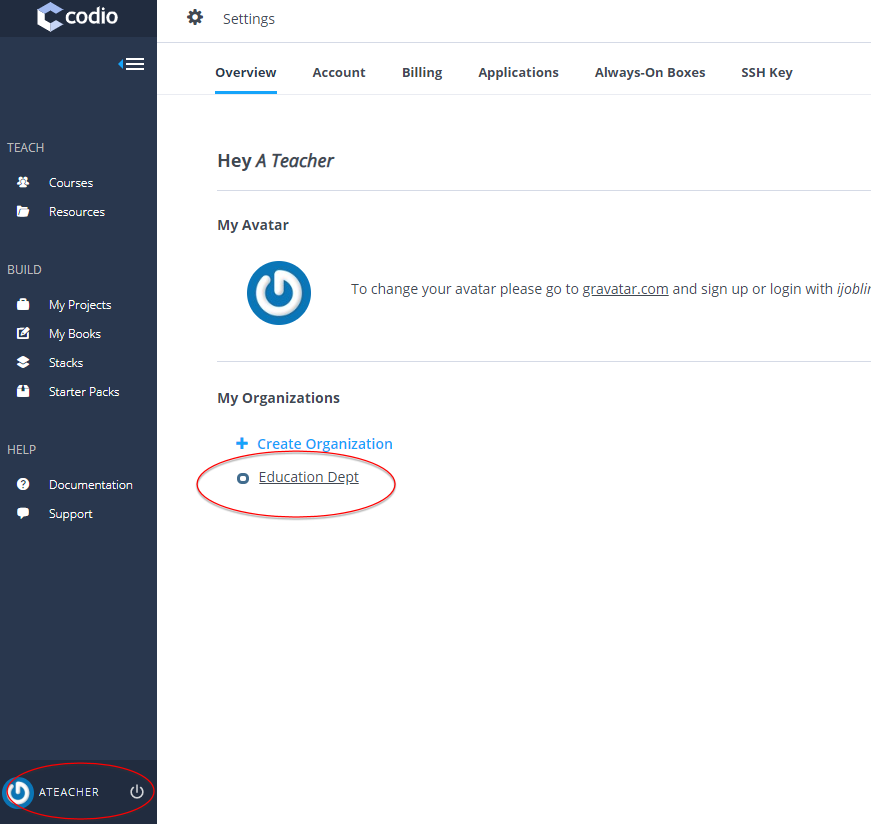 codio
Settings
Overview Account Billing Applications Always-On Boxes SSH Key
TEACH
Courses
Resources
BUILD
My Projects
My Books
Stacks
Starter Packs
HELP
Documentation
Support
ATEACHER
Hey A Teacher
My Avatar
To change your avatar please go to gravatar.com and sign up or login with
My Organizations
+ Create Organization
Education Dept